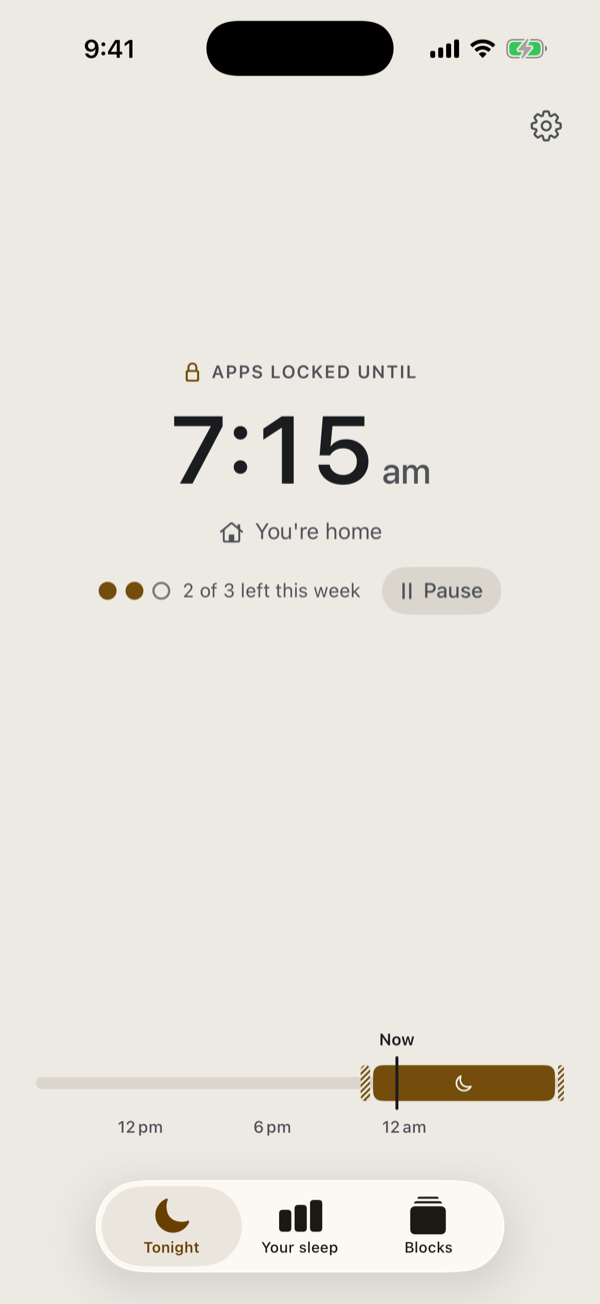 9:41
APPS LOCKED UNTIL
7:15 am
You're home
2 of 3 left this week
Pause
Now
12 pm
6 pm
12 am
Tonight
Your sleep
Blocks